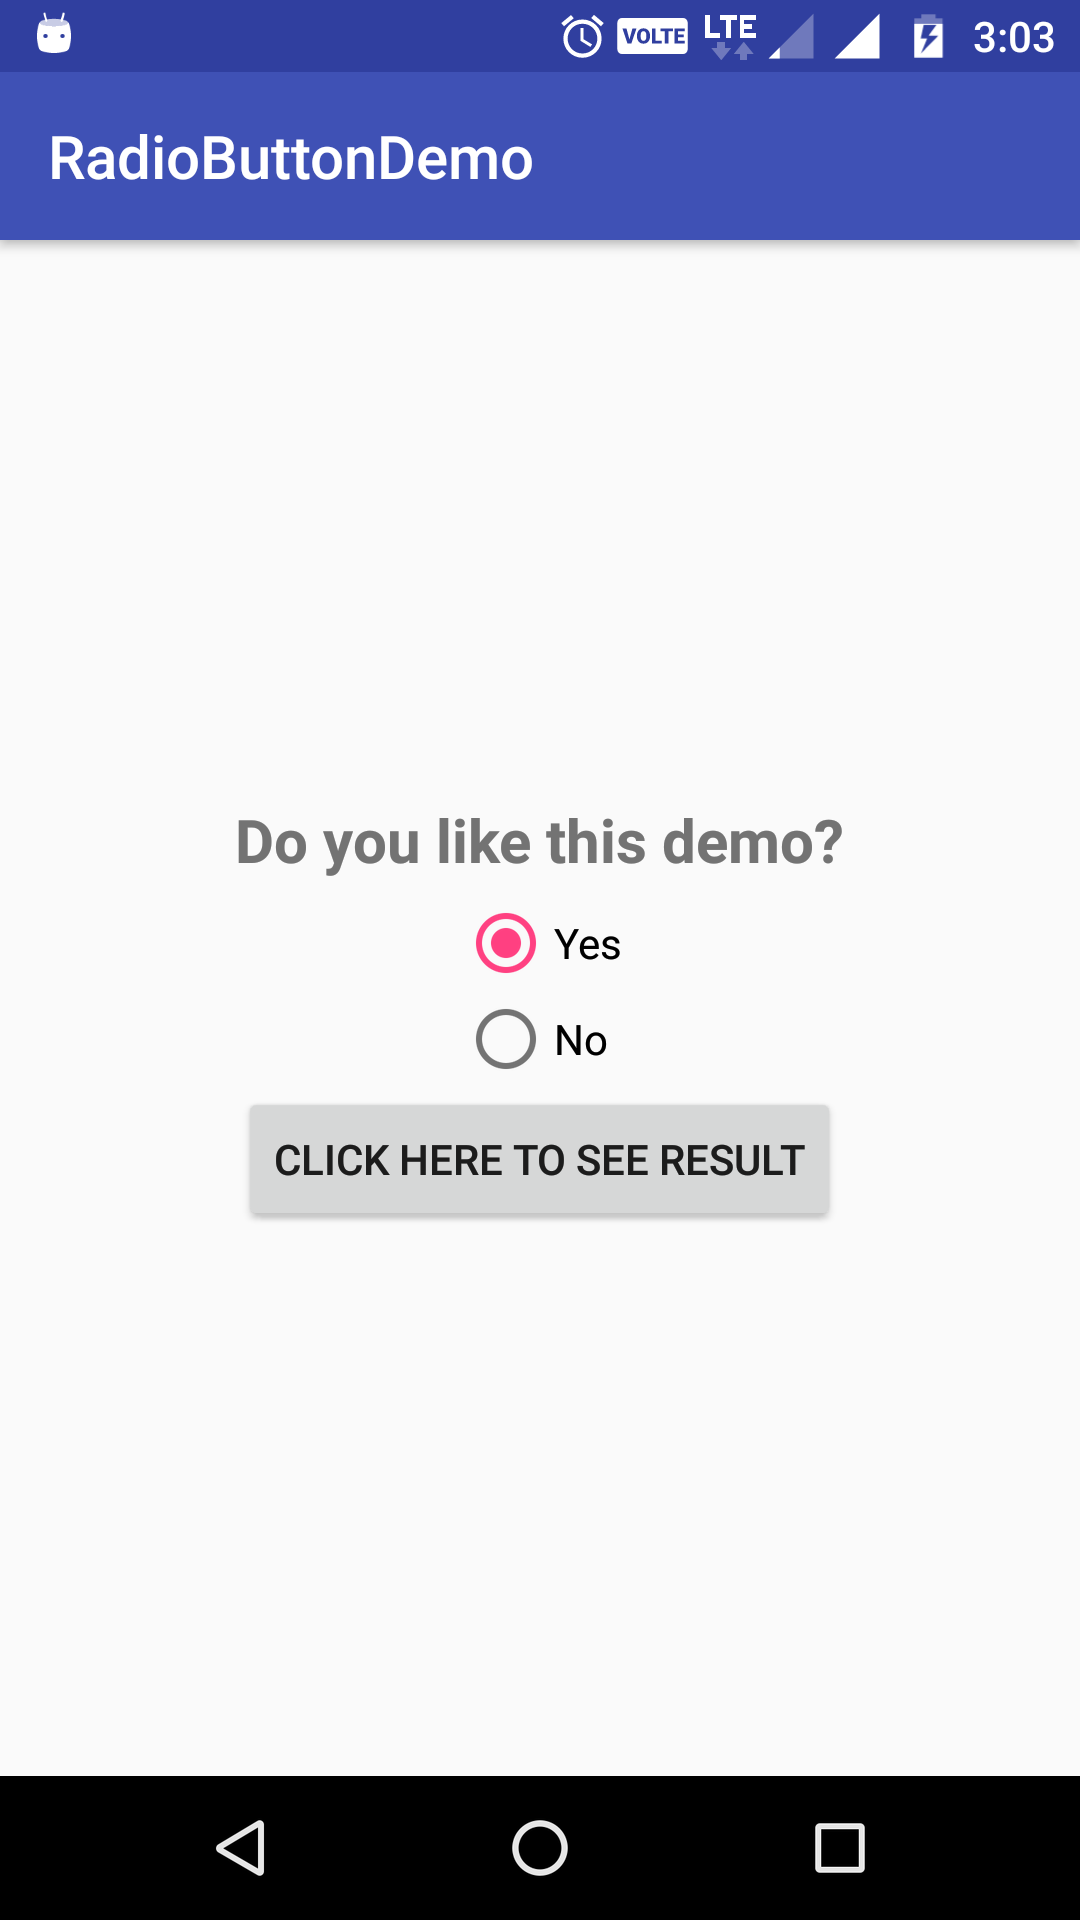 VOLTE LTE 3:03
RadioButtonDemo
Do you like this demo?
Yes
No
CLICK HERE TO SEE RESULT